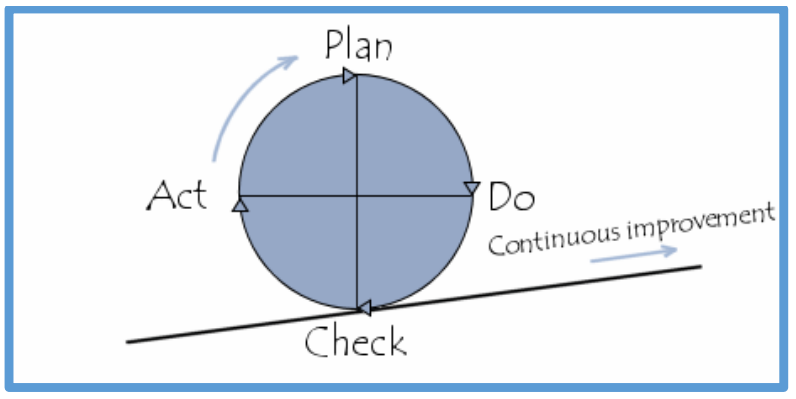 Plan
Act
Do
Continuous improvement
Check